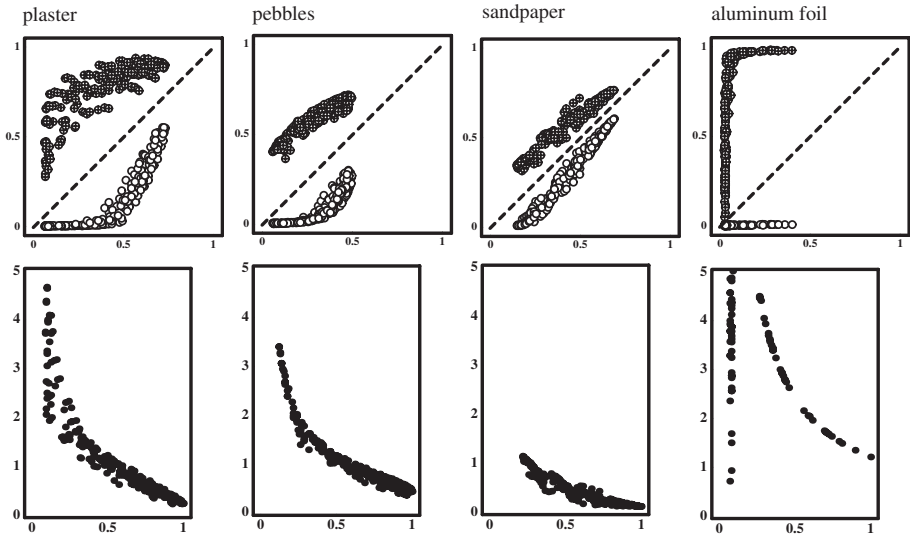 plaster pebbles sandpaper aluminum foil
1 1 1 1
0.5 0.5 0.5 0.5
0 0 0 0
0 0.5 1 0 0.5 1 0 0.5 1 0 0.5 1
5 5 5 5
4 4 4 4
3 3 3 3
2 2 2 2
1 1 1 1
0 0 0 0
0 0.5 1 0 0.5 1 0 0.5 1 0 0.5 1